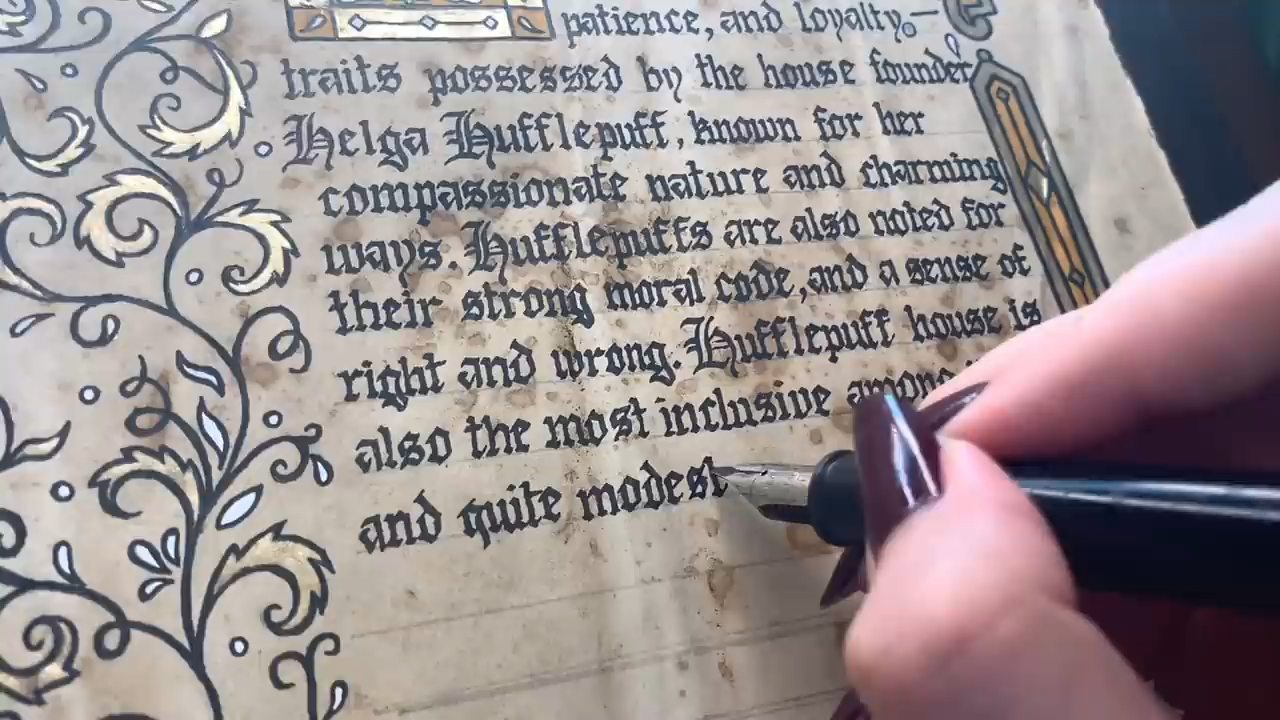 patience, and loyalty.—
traits possessed by the house founder
Helga Hufflepuff, known for her
compassionate nature and charming
ways. Hufflepuffs are also noted for
their strong moral code, and a sense of
right and wrong. Hufflepuff house is
also the most inclusive among
and quite modest